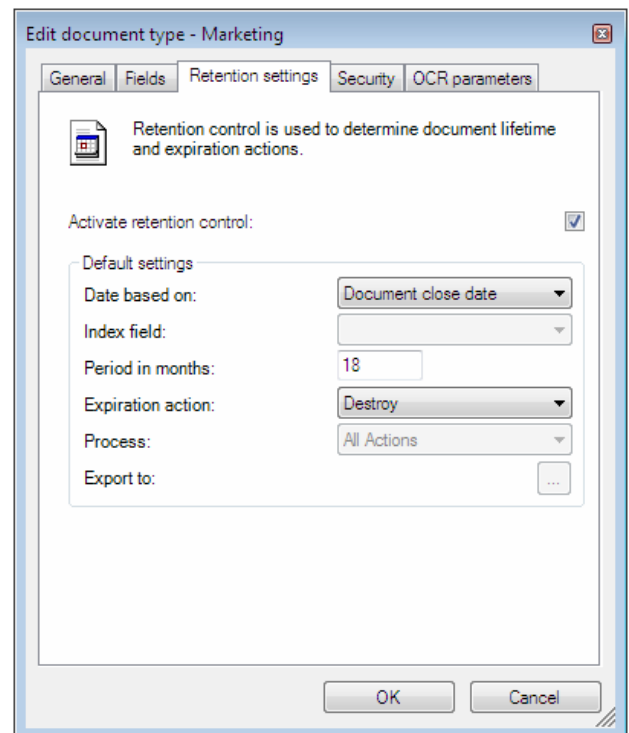 Edit document type - Marketing
General Fields Retention settings Security OCR parameters
Retention control is used to determine document lifetime
and expiration actions.
Activate retention control:
Default settings
Date based on: Document close date
Index field:
Period in months: 18
Expiration action: Destroy
Process: All Actions
Export to: ...
OK Cancel